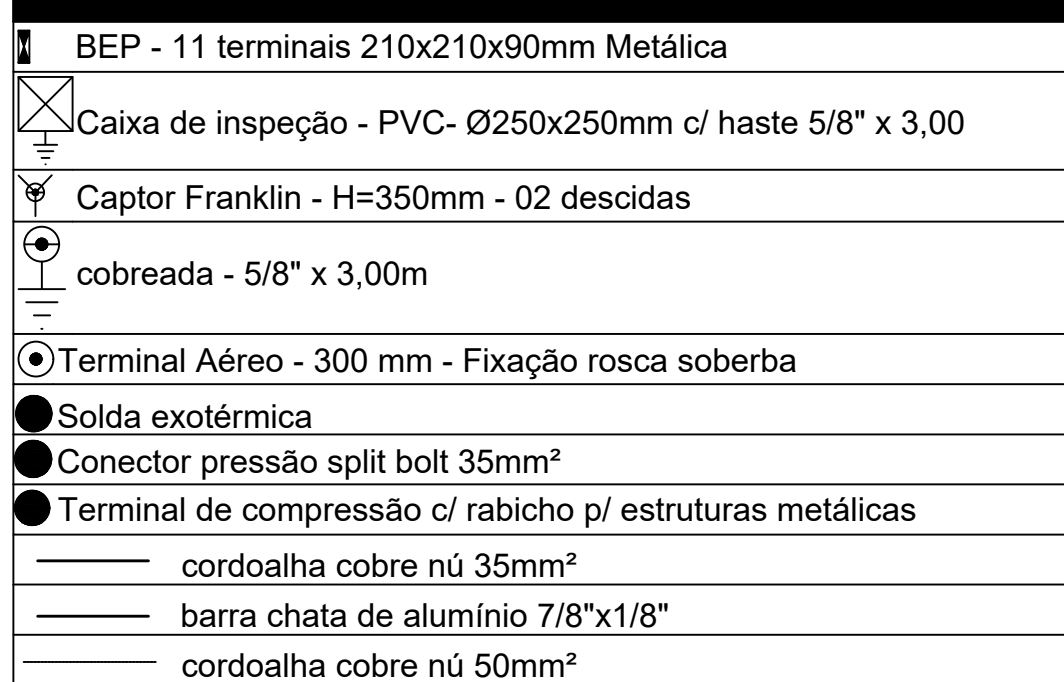 BEP - 11 terminais 210x210x90mm Metálica
Caixa de inspeção - PVC- Ø250x250mm c/ haste 5/8" x 3,00
Captor Franklin - H=350mm - 02 descidas
cobreada - 5/8" x 3,00m
Terminal Aéreo - 300 mm - Fixação rosca soberba
Solda exotérmica
Conector pressão split bolt 35mm²
Terminal de compressão c/ rabicho p/ estruturas metálicas
cordoalha cobre nú 35mm²
barra chata de alumínio 7/8"x1/8"
cordoalha cobre nú 50mm²